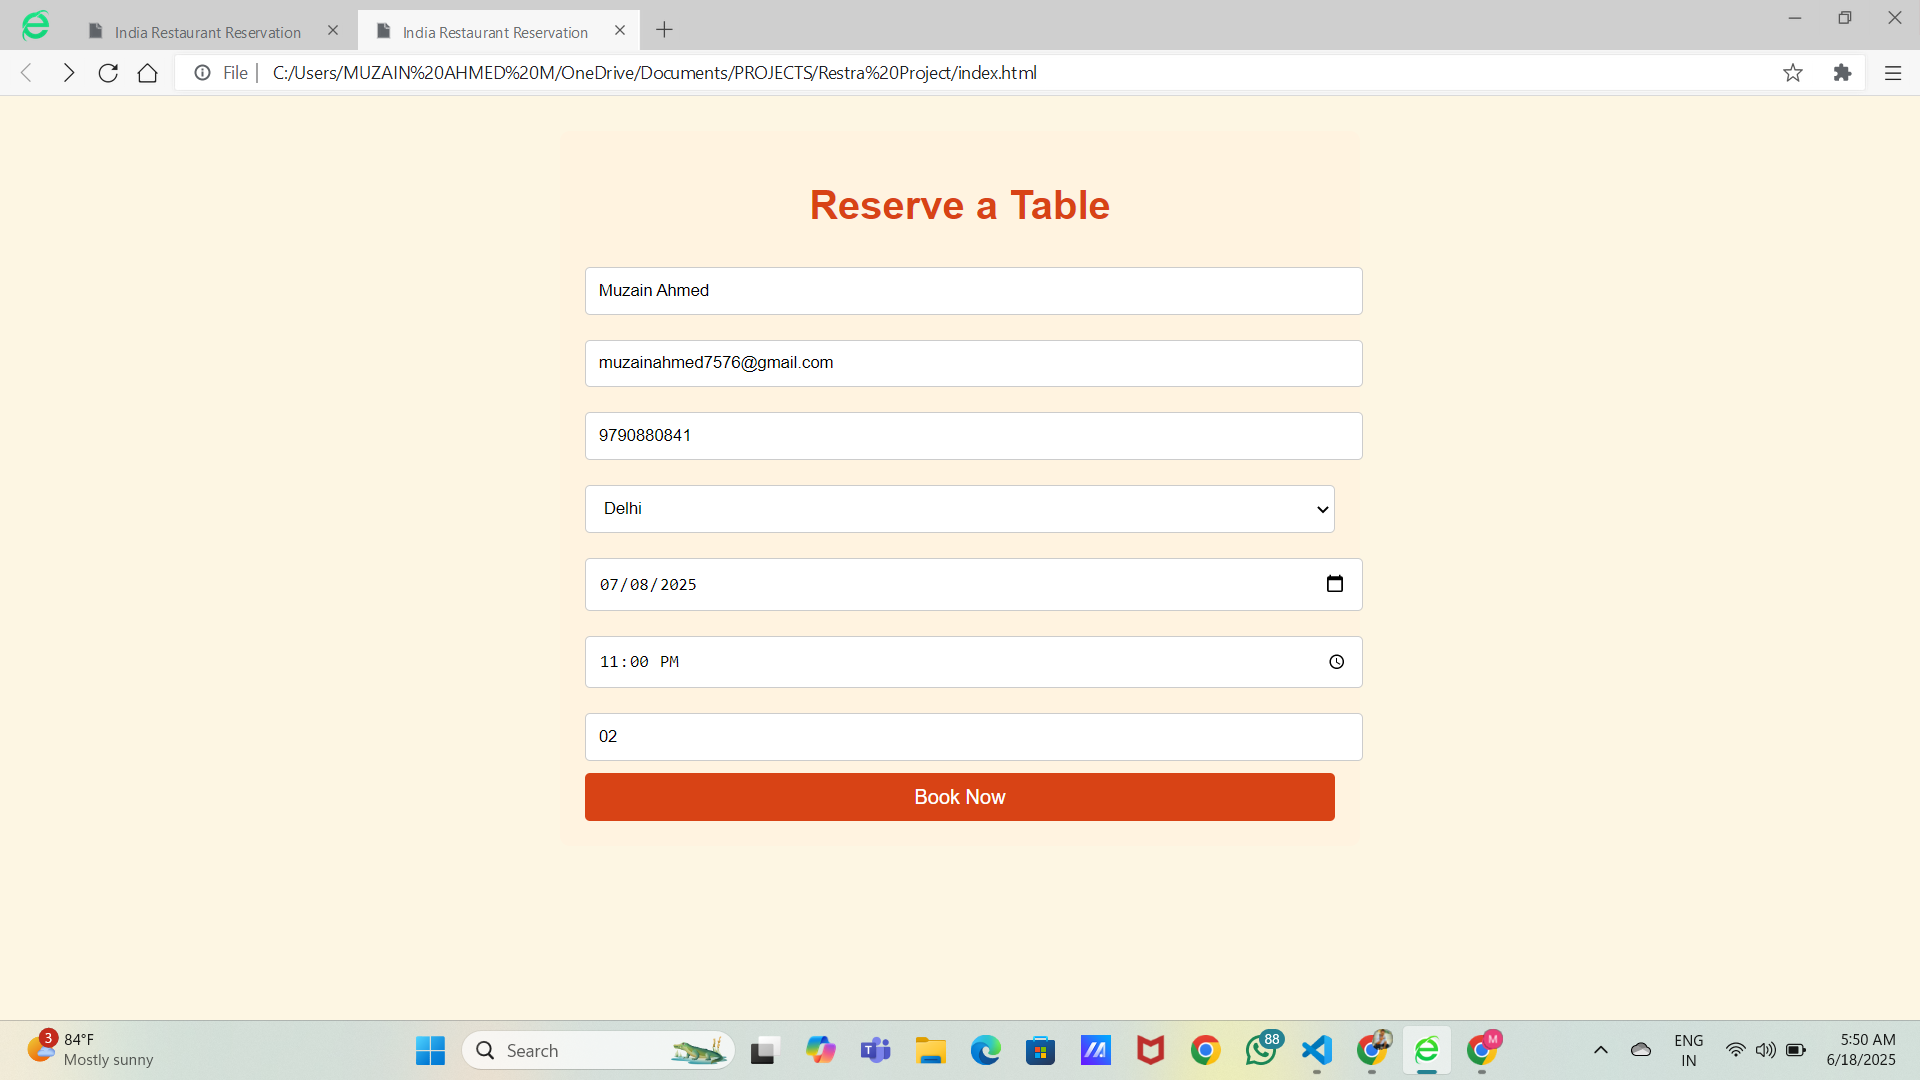 India Restaurant Reservation
India Restaurant Reservation
File
C:/Users/MUZAIN%20AHMED%20M/OneDrive/Documents/PROJECTS/Restra%20Project/index.html
Reserve a Table
Muzain Ahmed
muzainahmed7576@gmail.com
9790880841
Delhi
07/08/2025
11:00 PM
02
Book Now
3
84°F
Mostly sunny
Search
88
M
ENG
IN
5:50 AM
6/18/2025